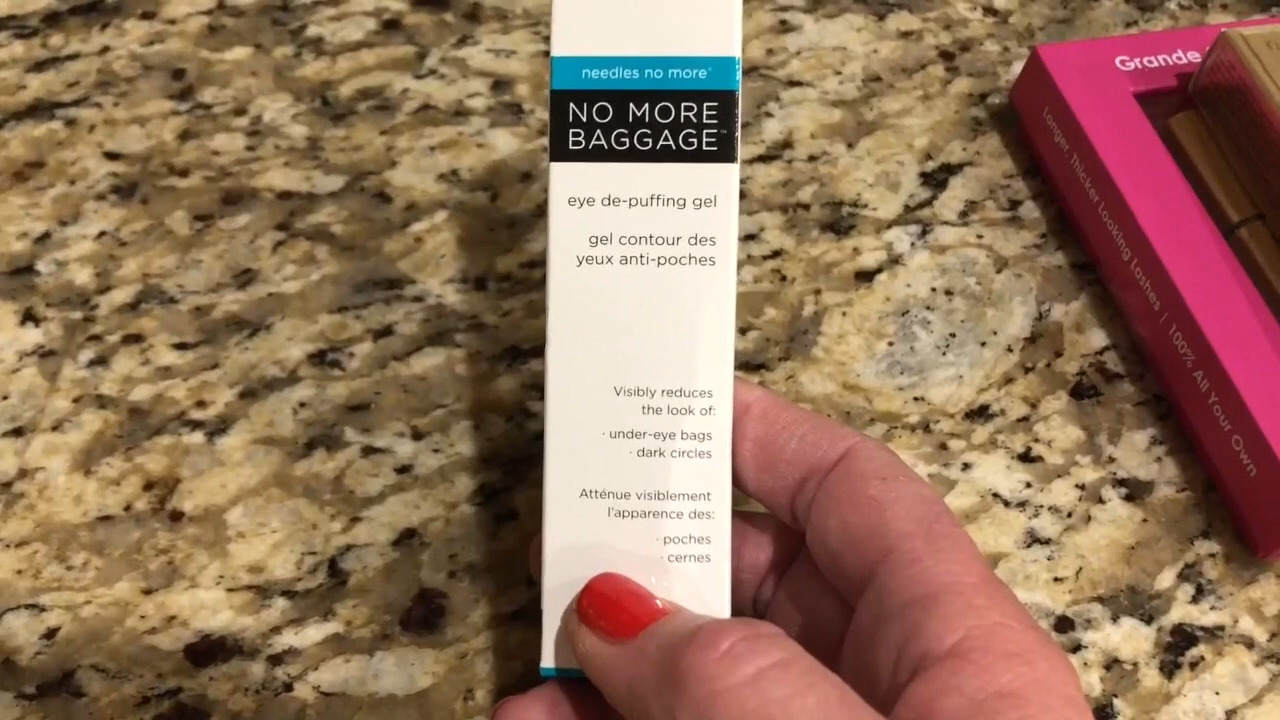 needles no more®
NO MORE
BAGGAGE™
eye de-puffing gel
gel contour des
yeux anti-poches
Visibly reduces
the look of:
· under-eye bags
· dark circles
Atténue visiblement
l'apparence des:
· poches
· cernes
Grande
Longer, Thicker Looking Lashes | 100% All Your Own